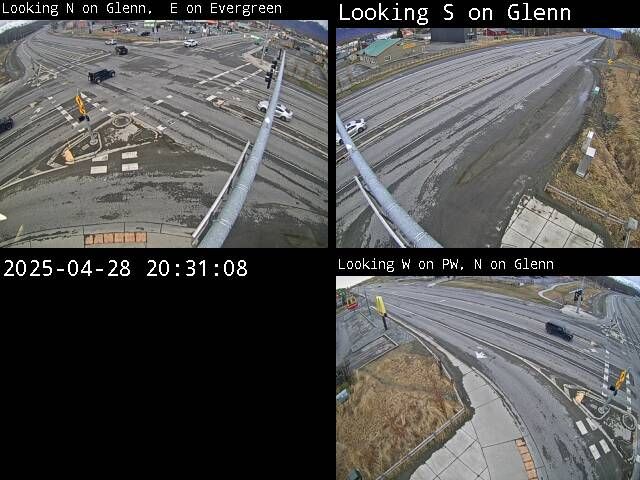 Looking N on Glenn,  E on Evergreen
Looking S on Glenn
2025-04-28 20:31:08
Looking W on PW, N on Glenn